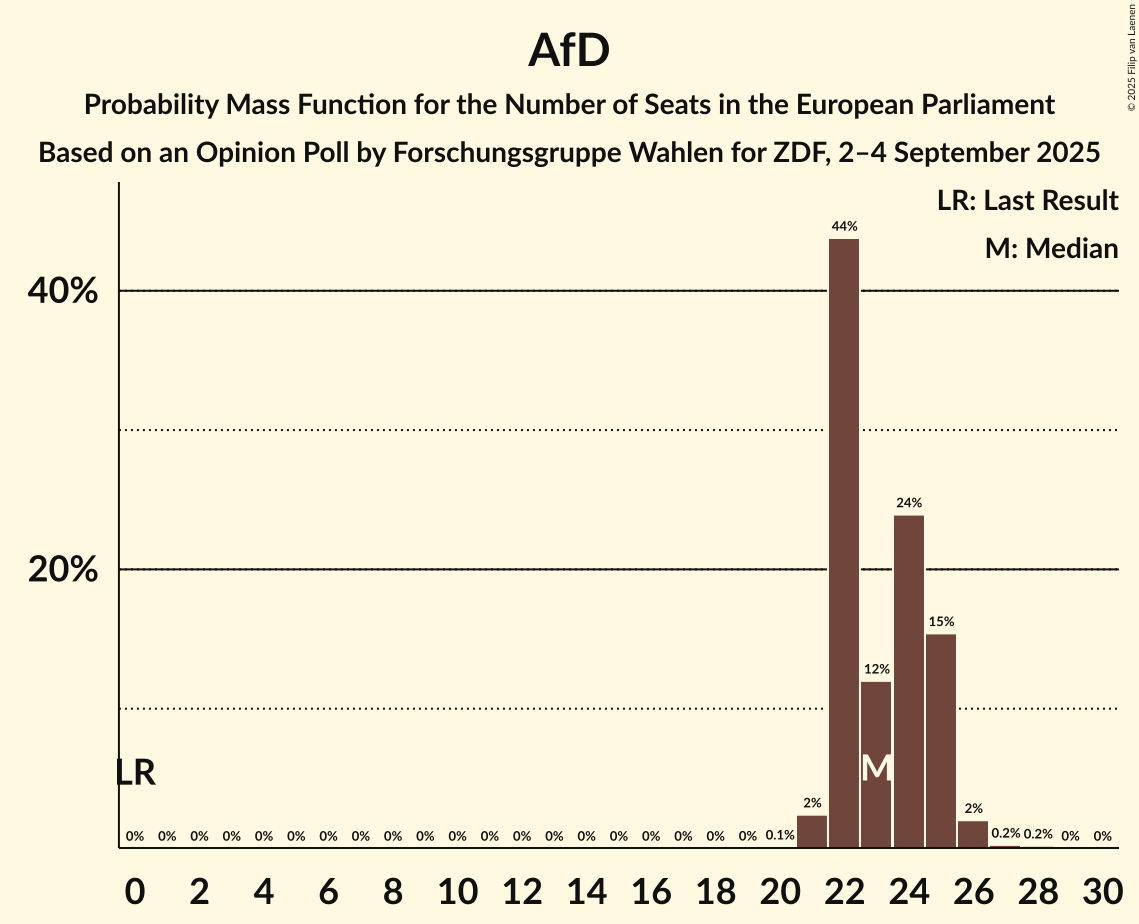 AfD
Probability Mass Function for the Number of Seats in the European Parliament
Based on an Opinion Poll by Forschungsgruppe Wahlen for ZDF, 2–4 September 2025
© 2025 Filip van Laenen
LR: Last Result
M: Median
40%
20%
44%
24%
15%
12%
LR
M
0% 0% 0% 0% 0% 0% 0% 0% 0% 0% 0% 0% 0% 0% 0% 0% 0% 0% 0% 0% 0.1% 2% 2% 0.2% 0.2% 0% 0%
0 2 4 6 8 10 12 14 16 18 20 22 24 26 28 30